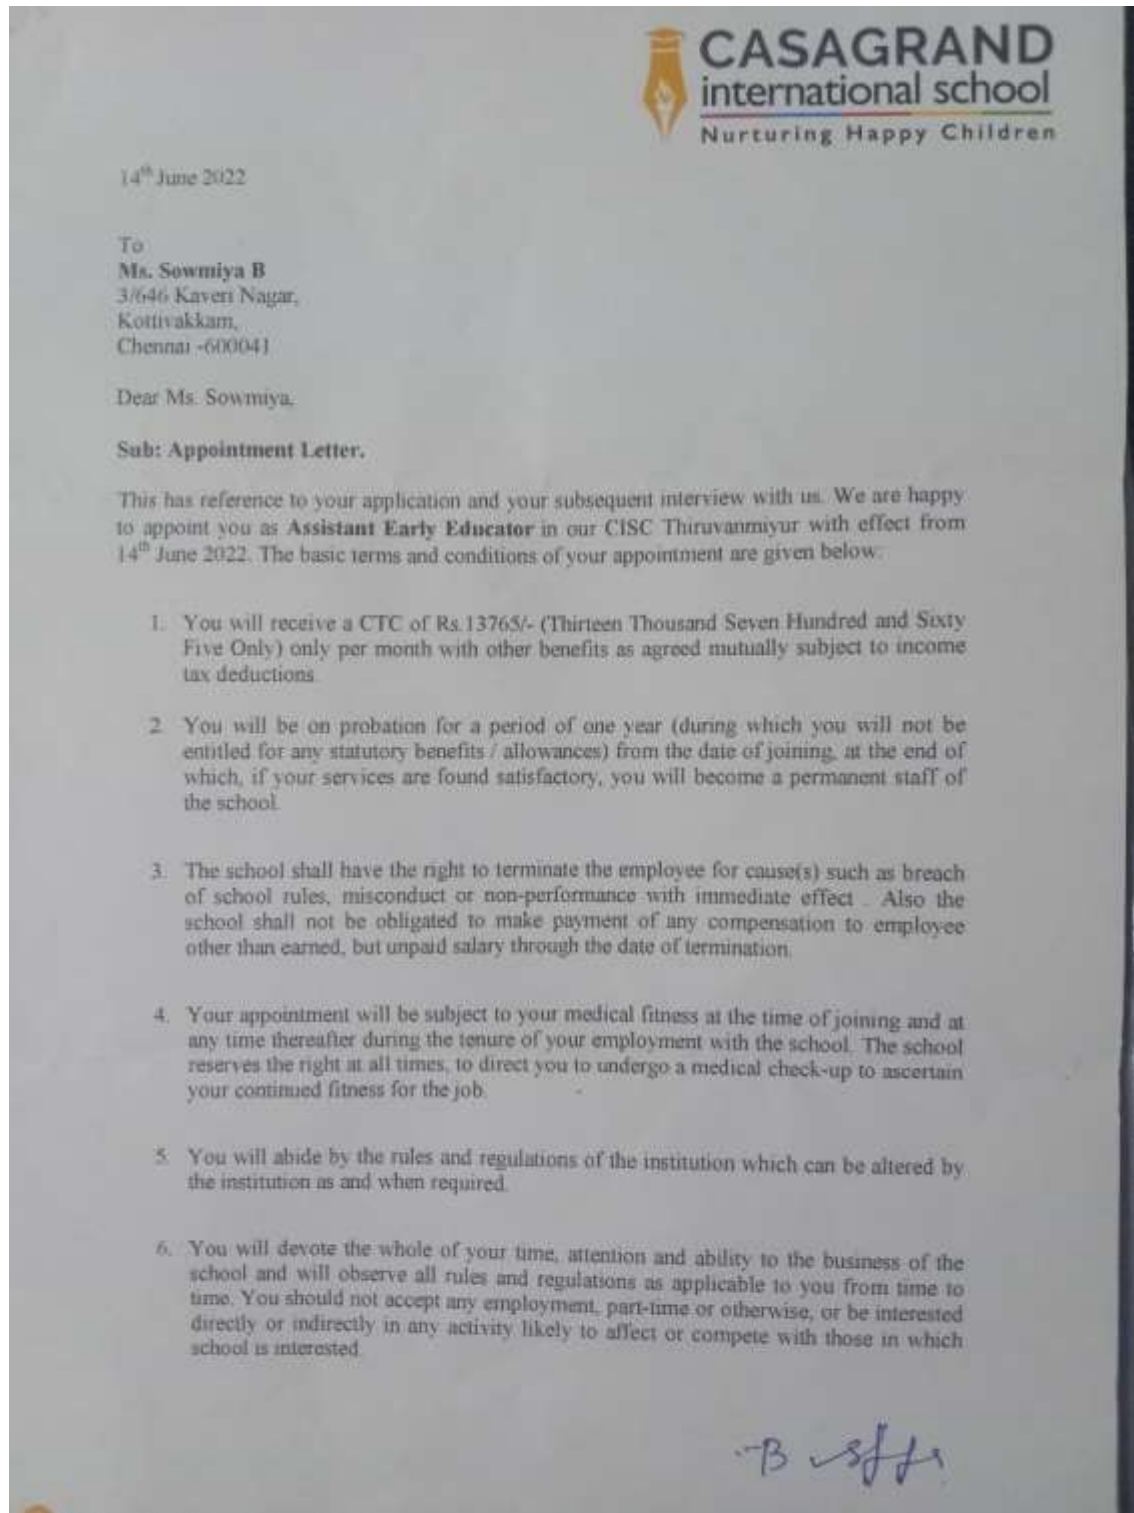 CASAGRAND
international school
Nurturing Happy Children
14th June 2022
To
Ms. Sowmiya B
3/646 Kaveri Nagar,
Kottivakkam,
Chennai -600041
Dear Ms. Sowmiya,
Sub: Appointment Letter.
This has reference to your application and your subsequent interview with us. We are happy
to appoint you as Assistant Early Educator in our CISC Thiruvanmiyur with effect from
14th June 2022. The basic terms and conditions of your appointment are given below:
1. You will receive a CTC of Rs.13765/- (Thirteen Thousand Seven Hundred and Sixty
Five Only) only per month with other benefits as agreed mutually subject to income
tax deductions.
2. You will be on probation for a period of one year (during which you will not be
entitled for any statutory benefits / allowances) from the date of joining, at the end of
which, if your services are found satisfactory, you will become a permanent staff of
the school.
3. The school shall have the right to terminate the employee for cause(s) such as breach
of school rules, misconduct or non-performance with immediate effect . Also the
school shall not be obligated to make payment of any compensation to employee
other than earned, but unpaid salary through the date of termination.
4. Your appointment will be subject to your medical fitness at the time of joining and at
any time thereafter during the tenure of your employment with the school. The school
reserves the right at all times, to direct you to undergo a medical check-up to ascertain
your continued fitness for the job.
5. You will abide by the rules and regulations of the institution which can be altered by
the institution as and when required.
6. You will devote the whole of your time, attention and ability to the business of the
school and will observe all rules and regulations as applicable to you from time to
time. You should not accept any employment, part-time or otherwise, or be interested
directly or indirectly in any activity likely to affect or compete with those in which
school is interested.
B